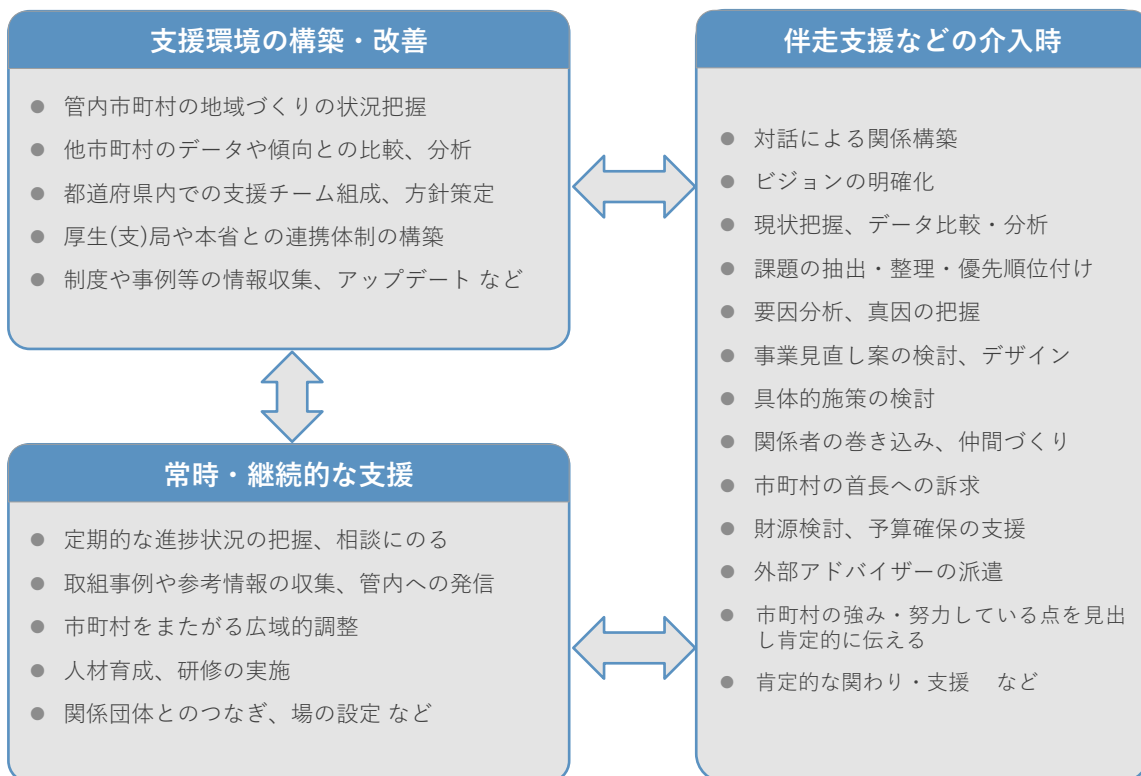 支援環境の構築・改善
● 管内市町村の地域づくりの状況把握
● 他市町村のデータや傾向との比較、分析
● 都道府県内での支援チーム組成、方針策定
● 厚生(支)局や本省との連携体制の構築
● 制度や事例等の情報収集、アップデート など
常時・継続的な支援
● 定期的な進捗状況の把握、相談にのる
● 取組事例や参考情報の収集、管内への発信
● 市町村をまたがる広域的調整
● 人材育成、研修の実施
● 関係団体とのつなぎ、場の設定 など
伴走支援などの介入時
● 対話による関係構築
● ビジョンの明確化
● 現状把握、データ比較・分析
● 課題の抽出・整理・優先順位付け
● 要因分析、真因の把握
● 事業見直し案の検討、デザイン
● 具体的施策の検討
● 関係者の巻き込み、仲間づくり
● 市町村の首長への訴求
● 財源検討、予算確保の支援
● 外部アドバイザーの派遣
● 市町村の強み・努力している点を見出
し肯定的に伝える
● 肯定的な関わり・支援 など